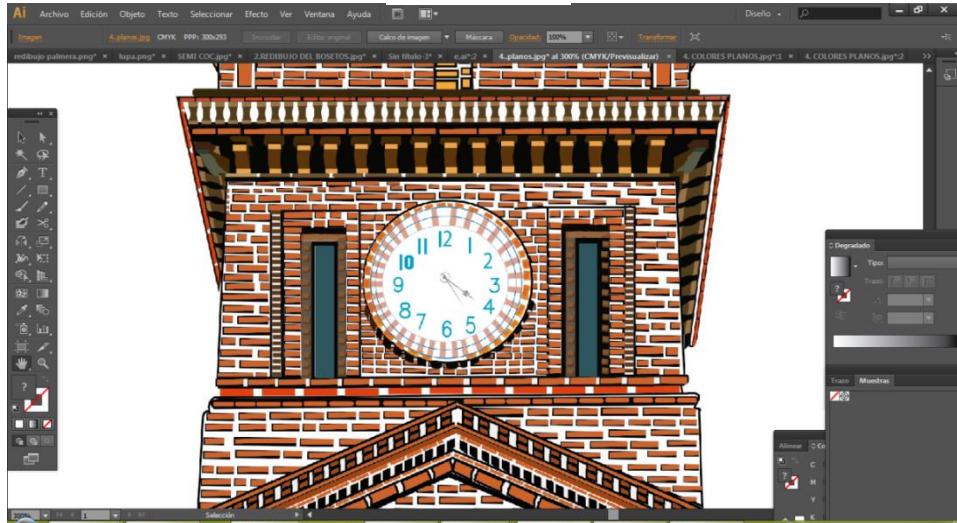 Ai Archivo Edición Objeto Texto Seleccionar Efecto Ver Ventana Ayuda Diseño
Imagen 4..planos.jpg CMYK PPP: 300x293 Incrustar Editar original Calco de imagen Máscara Opacidad: 100% Transformar
redibujo palmera.png* × lupa.png* × SEMI COC.jpg* × 2.REDIBUJO DEL BOSETOS.jpg* × Sin título-3* × e.ai*:2 × 4..planos.jpg* al 300% (CMYK/Previsualizar) × 4. COLORES PLANOS.jpg*:1 × 4. COLORES PLANOS.jpg*:2 >>
Degradado
Tipo:
Trazo:
12
11 1
10 2
9 3
8 4
7 6 5
Trazo Muestras
Alinear Co
C
M
Y
K
300% 1 Selección